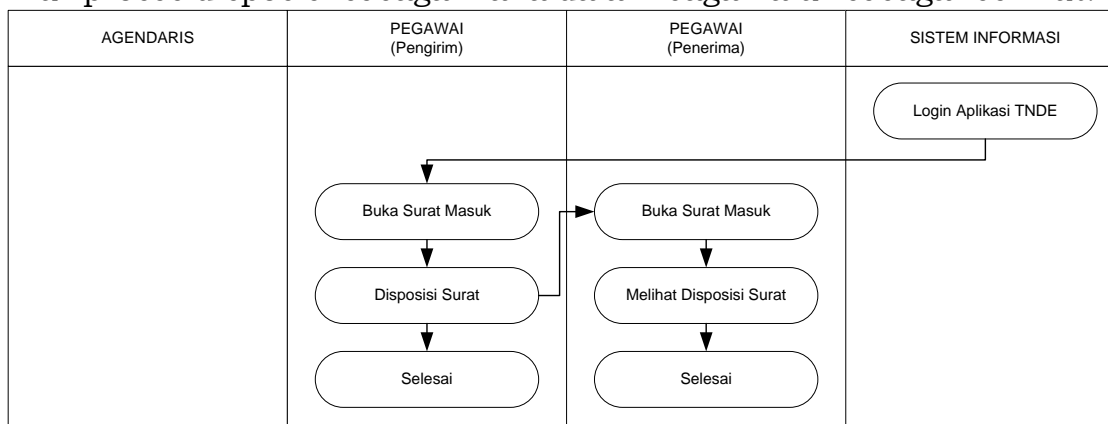 AGENDARIS
PEGAWAI
(Pengirim)
PEGAWAI
(Penerima)
SISTEM INFORMASI
Login Aplikasi TNDE
Buka Surat Masuk
Buka Surat Masuk
Disposisi Surat
Melihat Disposisi Surat
Selesai
Selesai